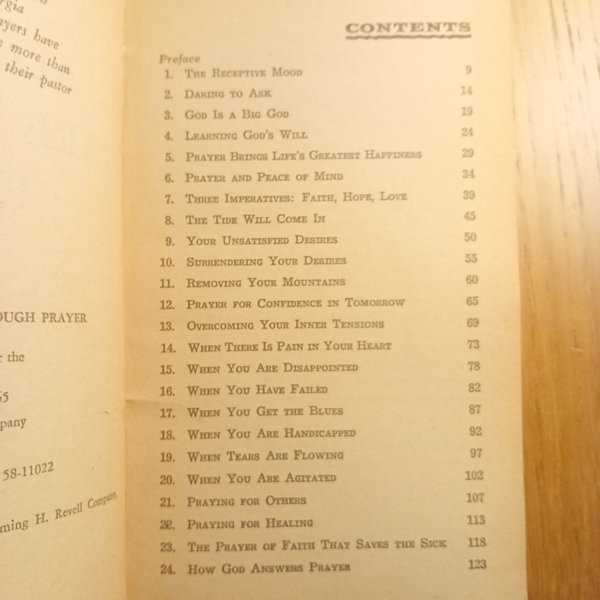 rgia
ayers have
more than
their pastor
OUGH PRAYER
r the
55
pany
58-11022
ming H. Revell Company,
CONTENTS
Preface
1. The Receptive Mood 9
2. Daring to Ask 14
3. God Is a Big God 19
4. Learning God's Will 24
5. Prayer Brings Life's Greatest Happiness 29
6. Prayer and Peace of Mind 34
7. Three Imperatives: Faith, Hope, Love 39
8. The Tide Will Come In 45
9. Your Unsatisfied Desires 50
10. Surrendering Your Desires 55
11. Removing Your Mountains 60
12. Prayer for Confidence in Tomorrow 65
13. Overcoming Your Inner Tensions 69
14. When There Is Pain in Your Heart 73
15. When You Are Disappointed 78
16. When You Have Failed 82
17. When You Get the Blues 87
18. When You Are Handicapped 92
19. When Tears Are Flowing 97
20. When You Are Agitated 102
21. Praying for Others 107
22. Praying for Healing 113
23. The Prayer of Faith That Saves the Sick 118
24. How God Answers Prayer 123